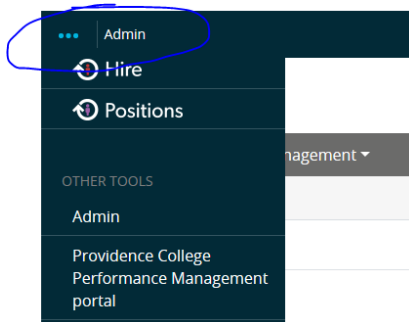 Admin
Hire
Positions
nagement
OTHER TOOLS
Admin
Providence College
Performance Management
portal